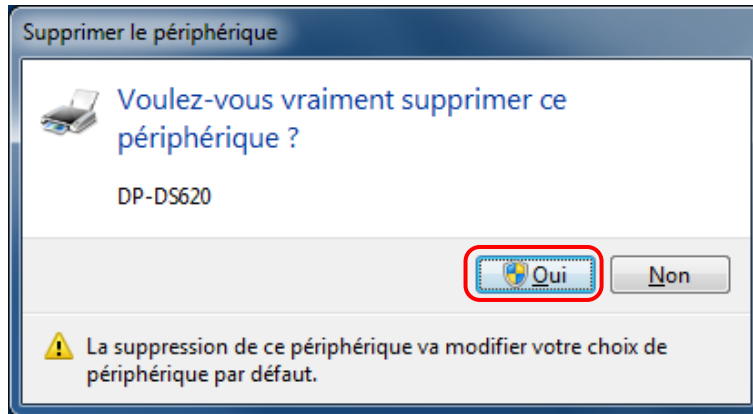 Supprimer le périphérique
Voulez-vous vraiment supprimer ce
périphérique ?
DP-DS620
Oui
Non
La suppression de ce périphérique va modifier votre choix de
périphérique par défaut.